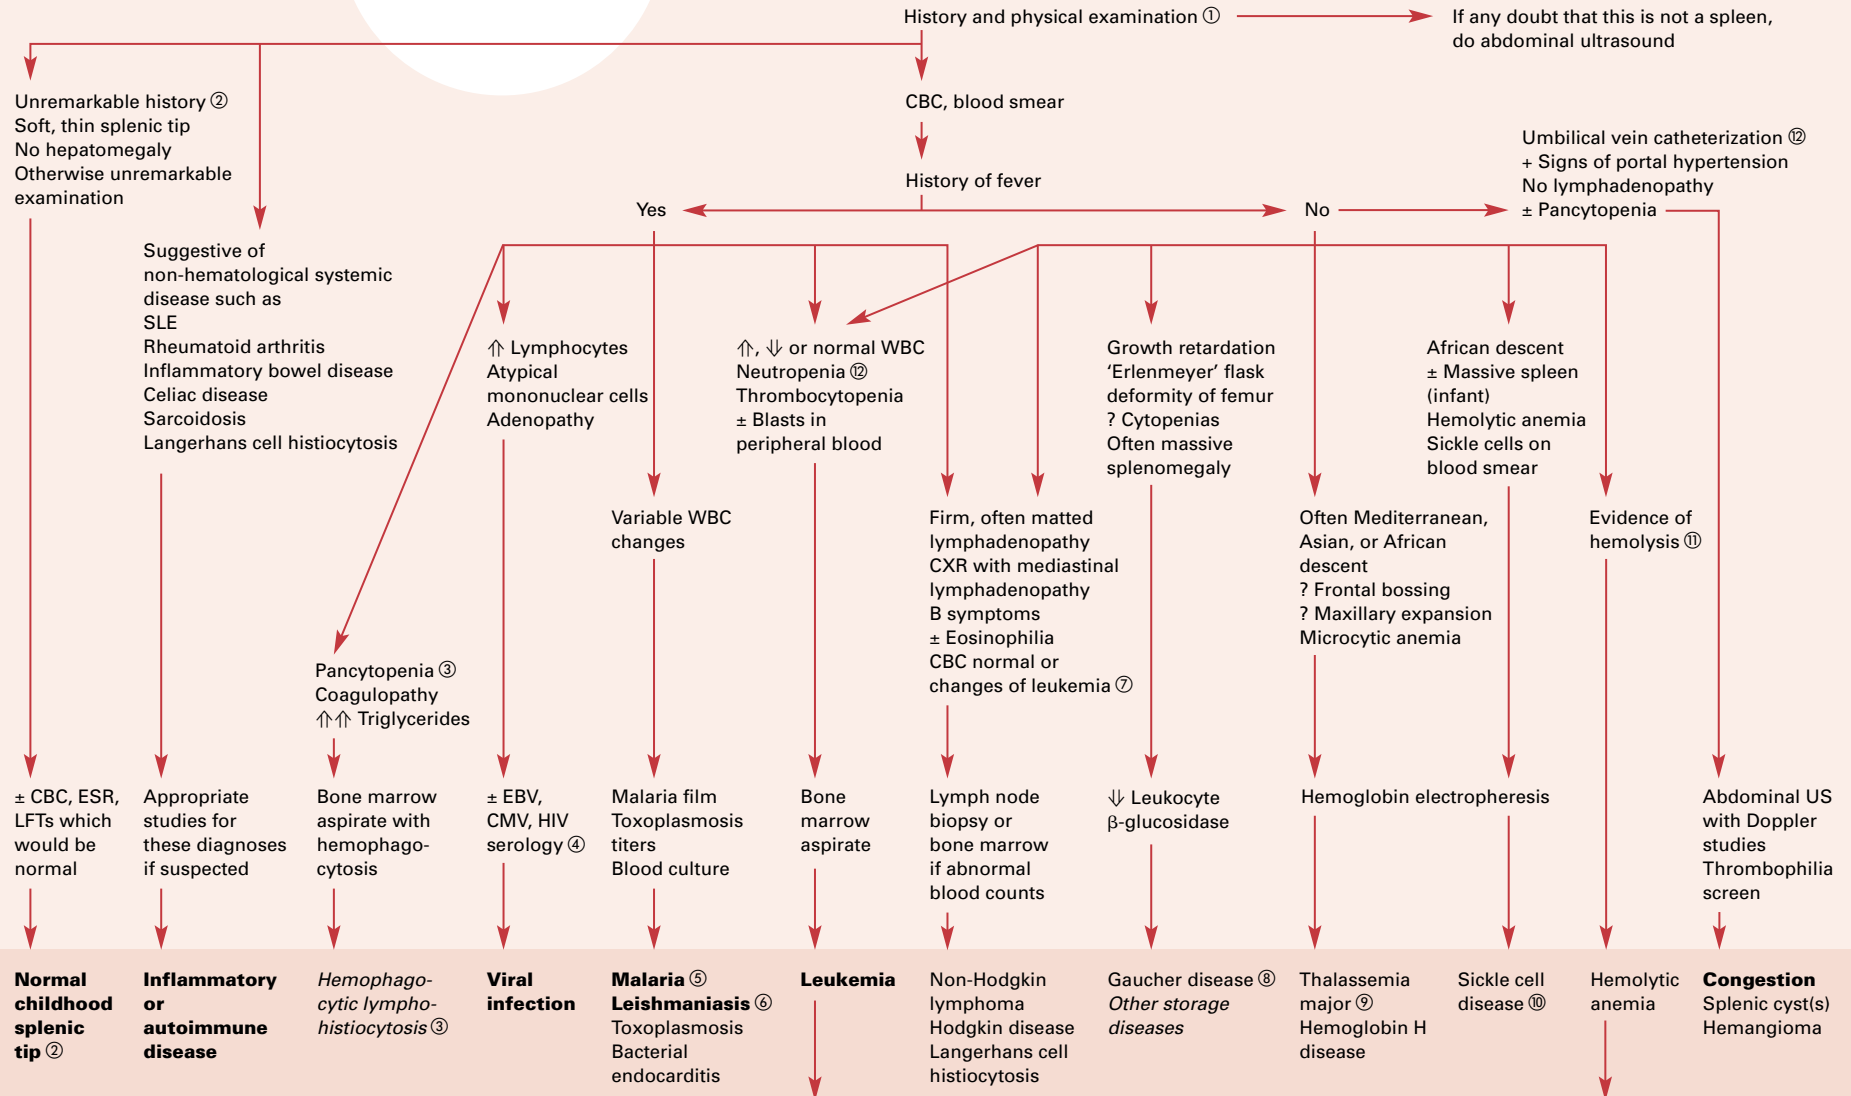 History and physical examination ①
If any doubt that this is not a spleen,
do abdominal ultrasound
Unremarkable history ②
Soft, thin splenic tip
No hepatomegaly
Otherwise unremarkable
examination
CBC, blood smear
History of fever
Yes
No
Umbilical vein catheterization ⑫
+ Signs of portal hypertension
No lymphadenopathy
± Pancytopenia
Suggestive of
non-hematological systemic
disease such as
SLE
Rheumatoid arthritis
Inflammatory bowel disease
Celiac disease
Sarcoidosis
Langerhans cell histiocytosis
⇑ Lymphocytes
Atypical
mononuclear cells
Adenopathy
⇑, ⇓ or normal WBC
Neutropenia ⑫
Thrombocytopenia
± Blasts in
peripheral blood
Growth retardation
'Erlenmeyer' flask
deformity of femur
? Cytopenias
Often massive
splenomegaly
African descent
± Massive spleen
(infant)
Hemolytic anemia
Sickle cells on
blood smear
Variable WBC
changes
Firm, often matted
lymphadenopathy
CXR with mediastinal
lymphadenopathy
B symptoms
± Eosinophilia
CBC normal or
changes of leukemia ⑦
Often Mediterranean,
Asian, or African
descent
? Frontal bossing
? Maxillary expansion
Microcytic anemia
Evidence of
hemolysis ⑪
Pancytopenia ③
Coagulopathy
⇑⇑ Triglycerides
± CBC, ESR,
LFTs which
would be
normal
Appropriate
studies for
these diagnoses
if suspected
Bone marrow
aspirate with
hemophago-
cytosis
± EBV,
CMV, HIV
serology ④
Malaria film
Toxoplasmosis
titers
Blood culture
Bone
marrow
aspirate
Lymph node
biopsy or
bone marrow
if abnormal
blood counts
⇓ Leukocyte
β-glucosidase
Hemoglobin electropheresis
Abdominal US
with Doppler
studies
Thrombophilia
screen
Normal
childhood
splenic
tip ②
Inflammatory
or
autoimmune
disease
Hemophago-
cytic lympho-
histiocytosis ③
Viral
infection
Malaria ⑤
Leishmaniasis ⑥
Toxoplasmosis
Bacterial
endocarditis
Leukemia
Non-Hodgkin
lymphoma
Hodgkin disease
Langerhans cell
histiocytosis
Gaucher disease ⑧
Other storage
diseases
Thalassemia
major ⑨
Hemoglobin H
disease
Sickle cell
disease ⑩
Hemolytic
anemia
Congestion
Splenic cyst(s)
Hemangioma